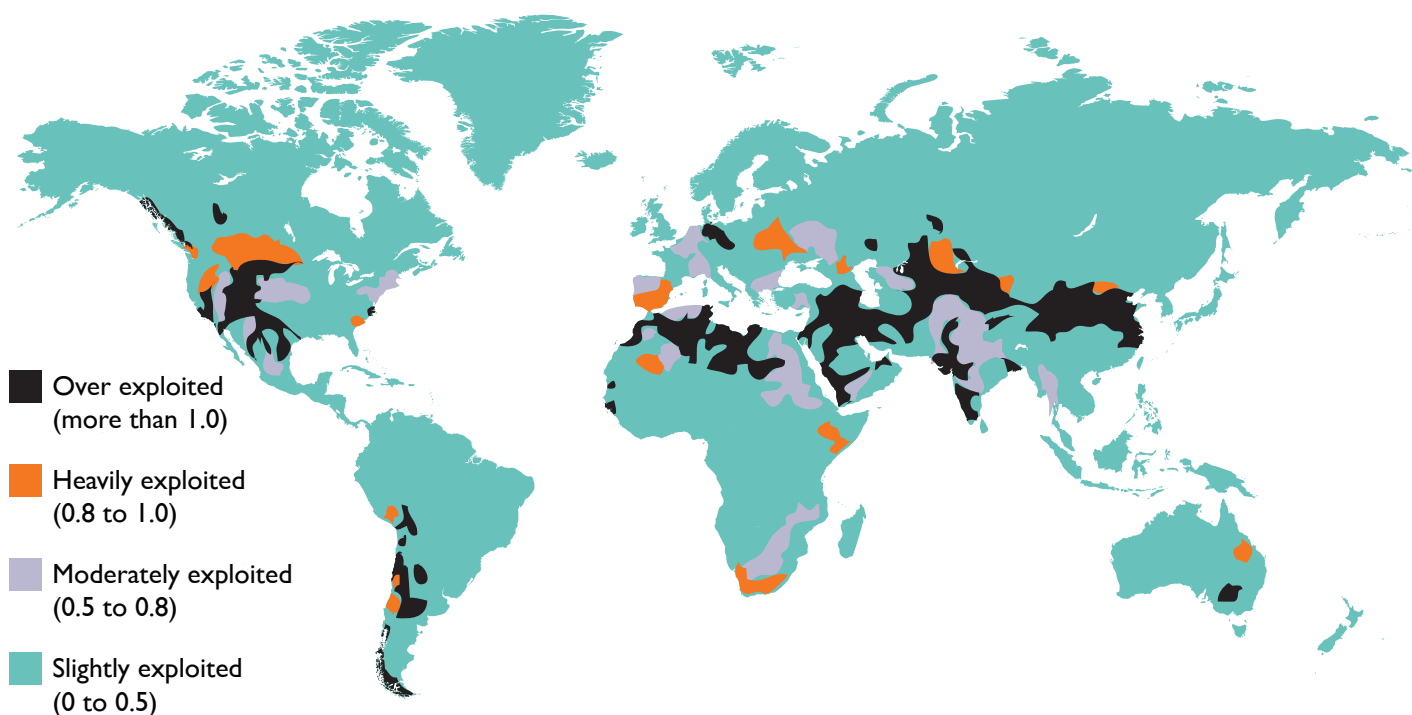 Over exploited
(more than 1.0)
Heavily exploited
(0.8 to 1.0)
Moderately exploited
(0.5 to 0.8)
Slightly exploited
(0 to 0.5)